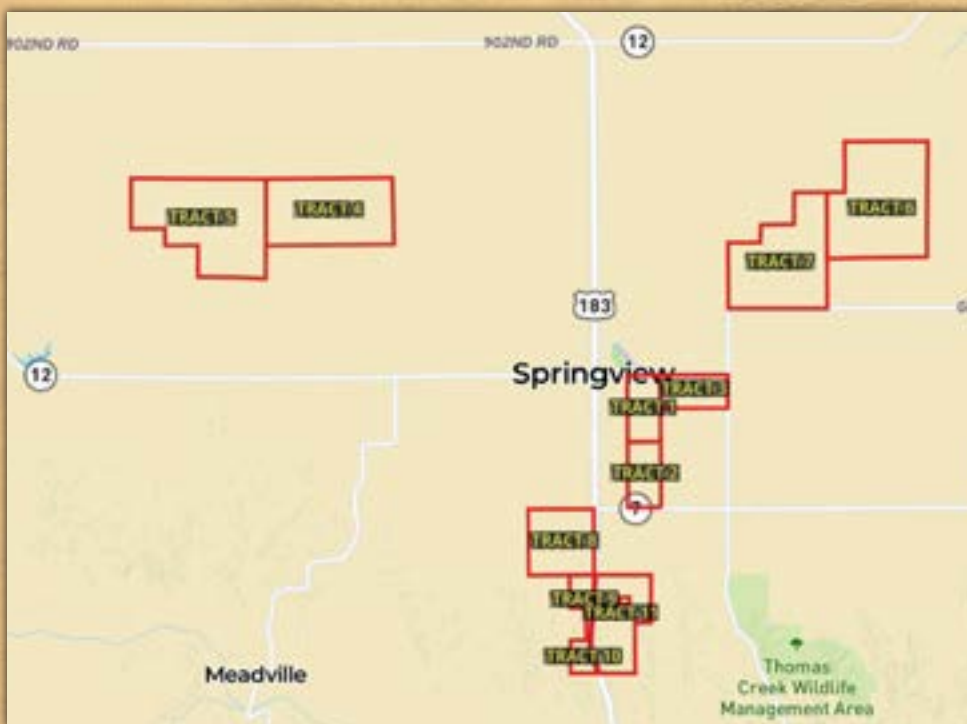 902ND RD
902ND RD
12
TRACT 5
TRACT 4
TRACT 6
TRACT 7
183
12
Springview
TRACT 1
TRACT 3
TRACT 2
7
TRACT 8
TRACT 9
TRACT 11
TRACT 10
Meadville
Thomas
Creek Wildlife
Management Area